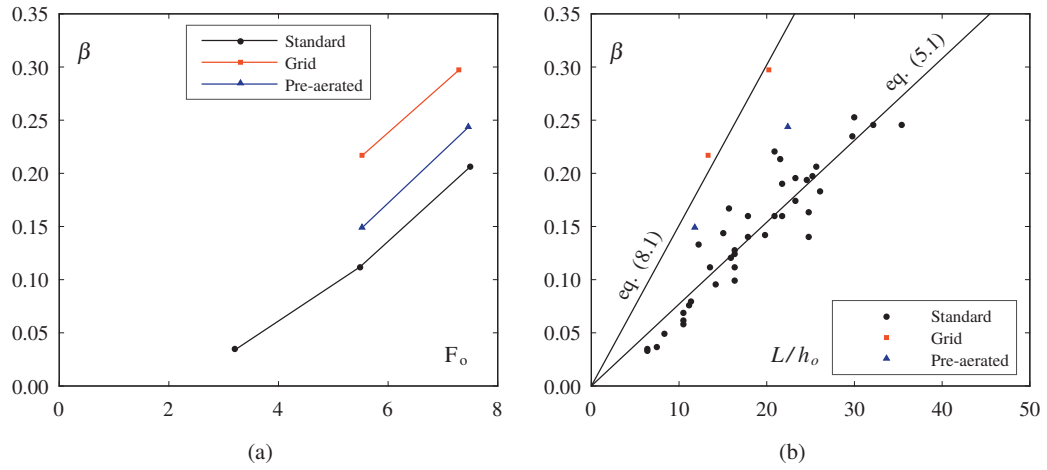 0.35
0.30
0.25
0.20
0.15
0.10
0.05
0.00
β
Standard
Grid
Pre-aerated
F o
0 2 4 6 8
(a)
0.35
0.30
0.25
0.20
0.15
0.10
0.05
0.00
β
eq. (8.1)
eq. (5.1)
Standard
Grid
Pre-aerated
L/h o
0 10 20 30 40 50
(b)